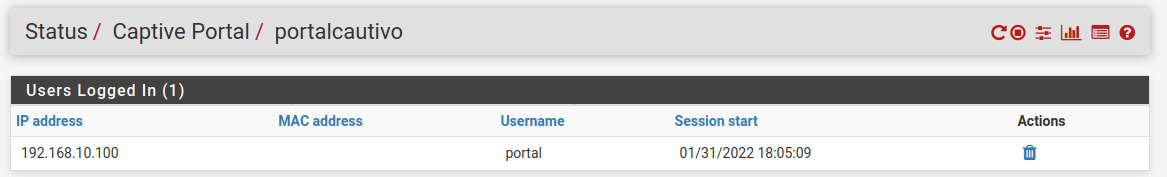 Status / Captive Portal / portalcautivo
Users Logged In (1)
IP address MAC address Username Session start Actions
192.168.10.100 portal 01/31/2022 18:05:09